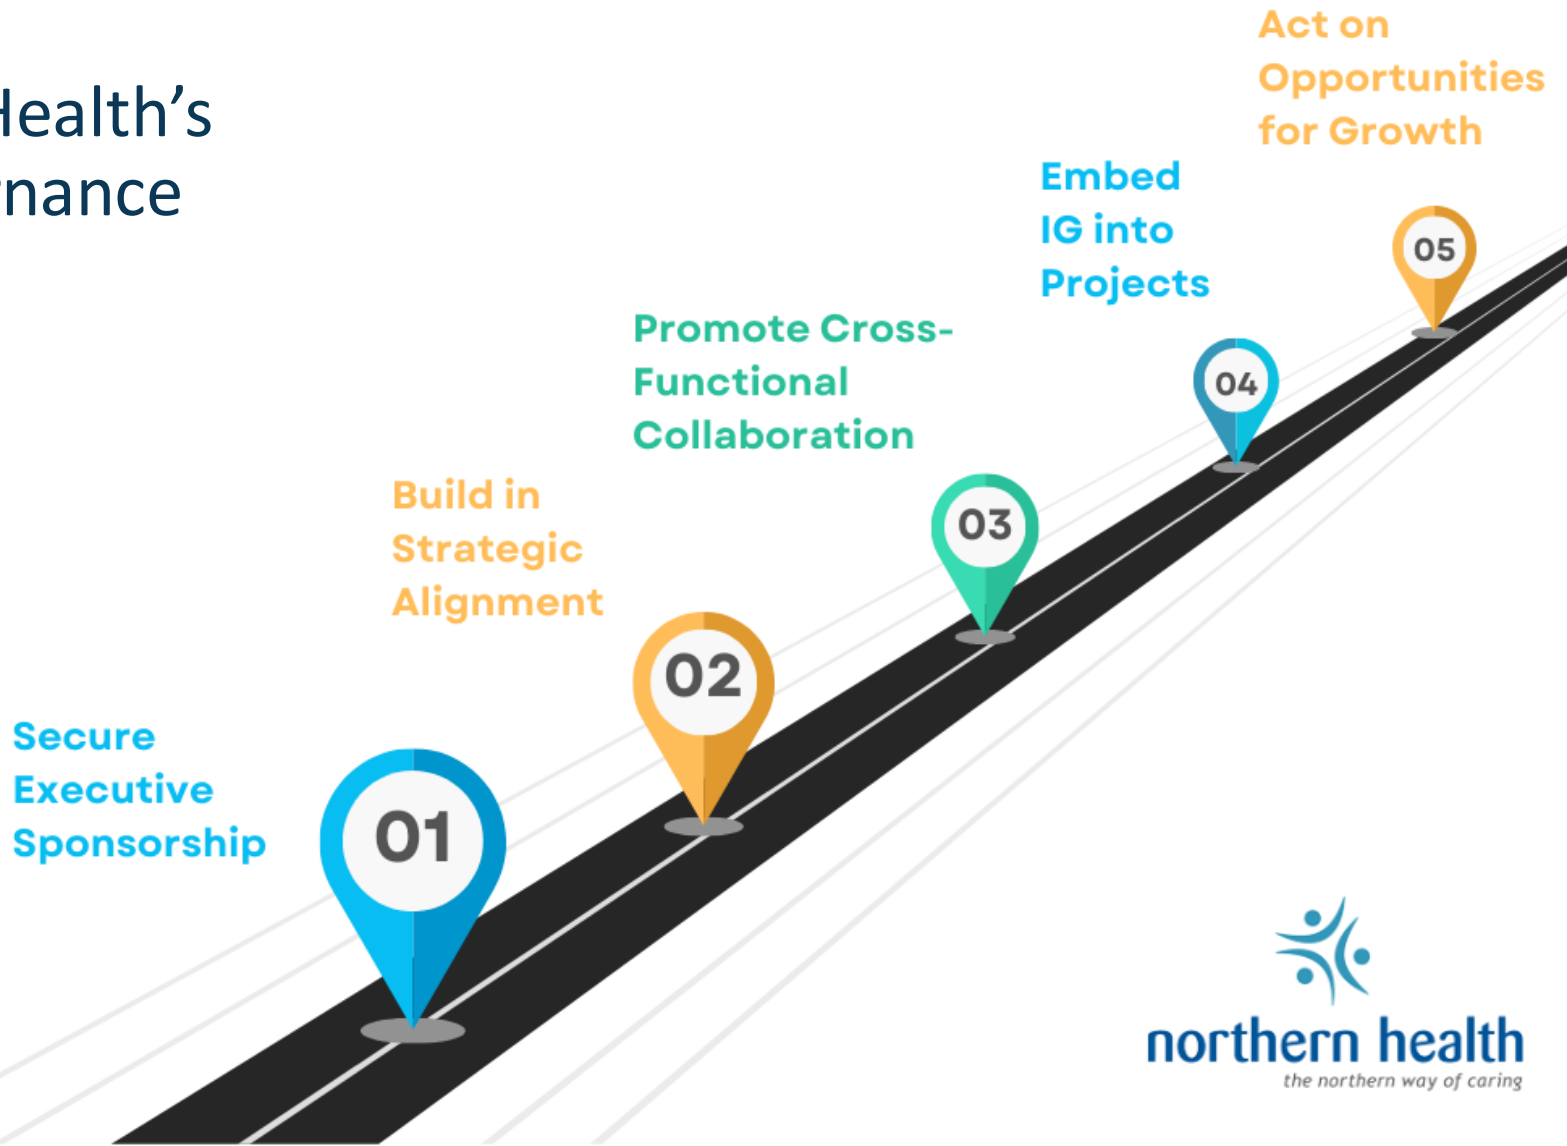 Health's
nance
Act on
Opportunities
for Growth
05
Embed
IG into
Projects
04
Promote Cross-
Functional
Collaboration
03
Build in
Strategic
Alignment
02
Secure
Executive
Sponsorship
01
northern health
the northern way of caring